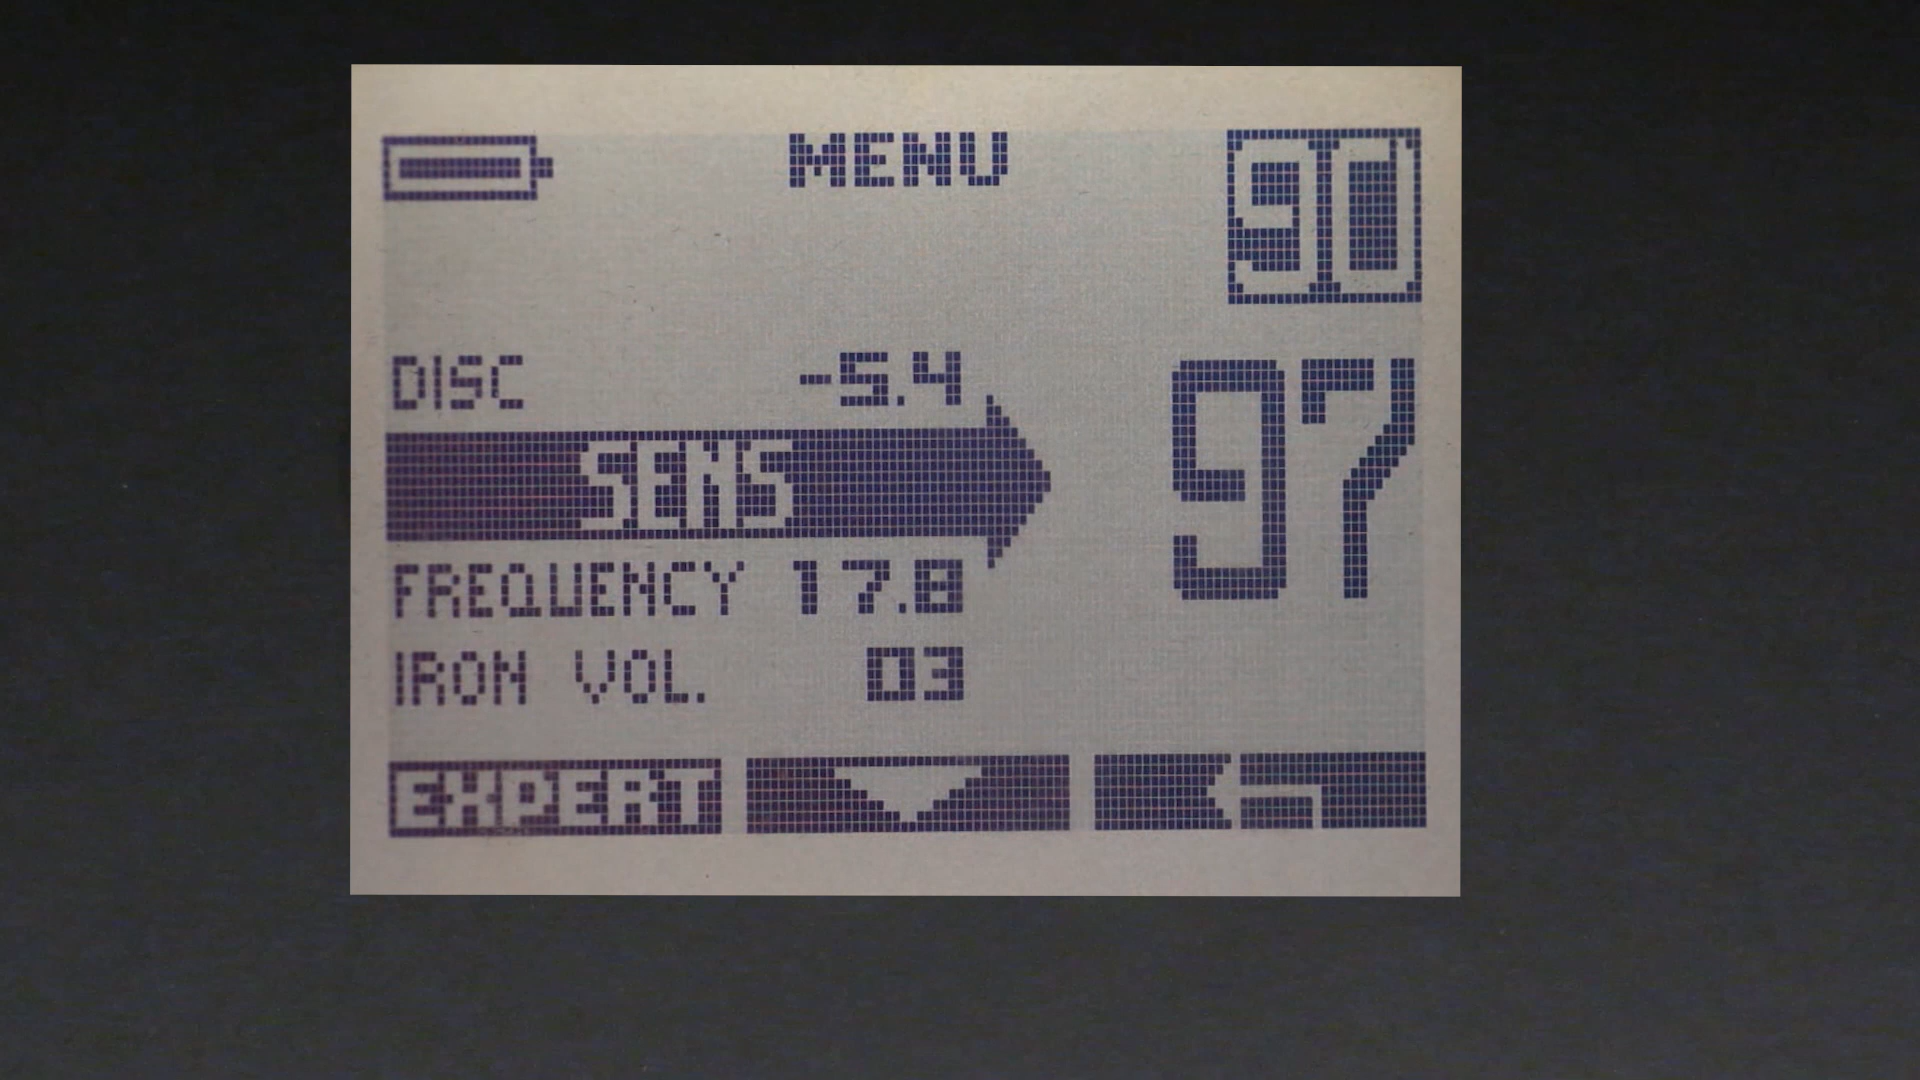 MENU
90
DISC -5.4
SENS 97
FREQUENCY 17.8
IRON VOL. 03
EXPERT